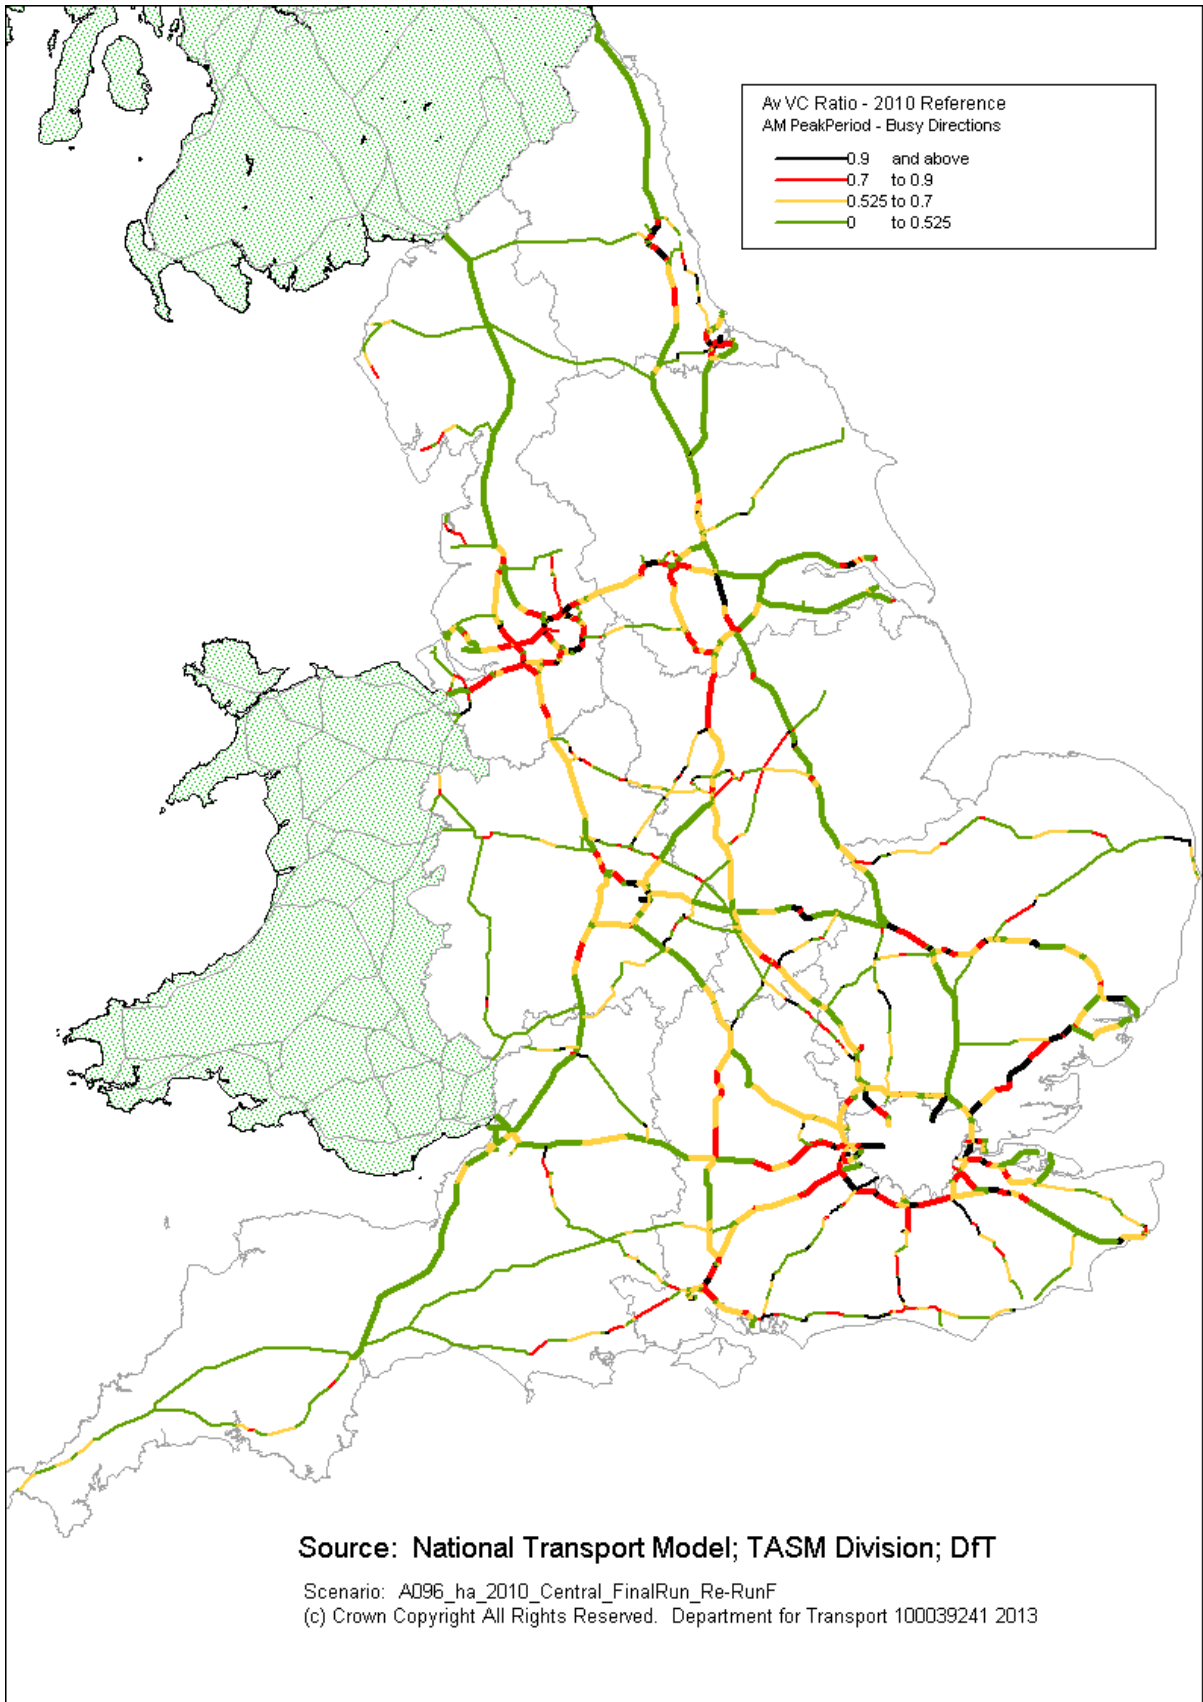 Av VC Ratio - 2010 Reference
AM PeakPeriod - Busy Directions
0.9 and above
0.7 to 0.9
0.525 to 0.7
0 to 0.525
Source: National Transport Model; TASM Division; DfT
Scenario: A096_ha_2010_Central_FinalRun_Re-RunF
(c) Crown Copyright All Rights Reserved. Department for Transport 100039241 2013